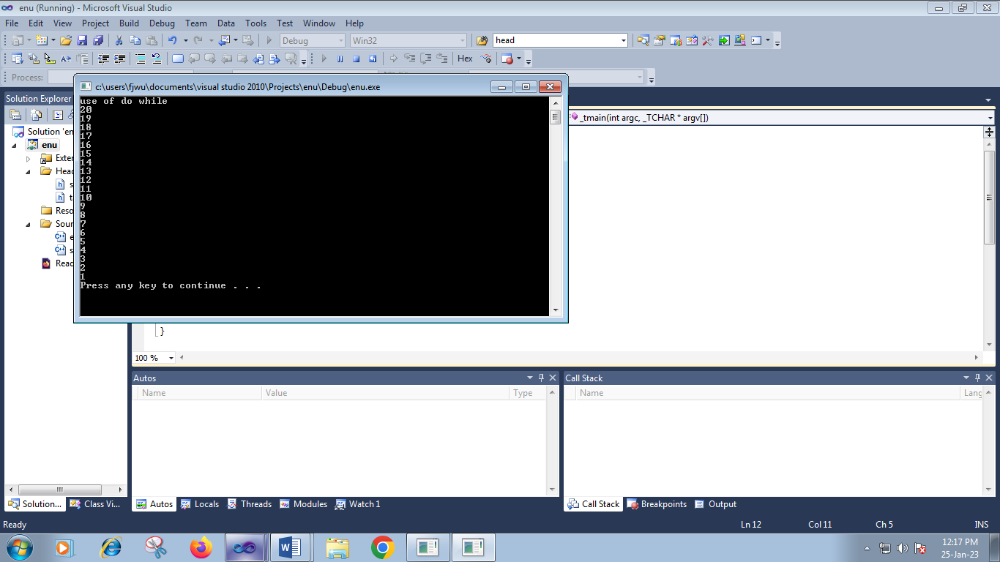 enu (Running) - Microsoft Visual Studio
File Edit View Project Build Debug Team Data Tools Test Window Help
Debug Win32 head
Hex
Process:
c:\users\fjwu\documents\visual studio 2010\Projects\enu\Debug\enu.exe
Solution Explorer
_tmain(int argc, _TCHAR * argv[])
use of do while
20
19
18
17
16
15
14
13
12
11
10
9
8
7
6
5
4
3
2
1
Press any key to continue . . .
Solution 'en
enu
Exter
Head
s
t
Reso
Sour
e
s
Read
}
100 %
Autos
Name Value Type
Call Stack
Name Lang
Solution... Class Vi...
Autos Locals Threads Modules Watch 1
Call Stack Breakpoints Output
Ready Ln 12 Col 11 Ch 5 INS
12:17 PM
25-Jan-23